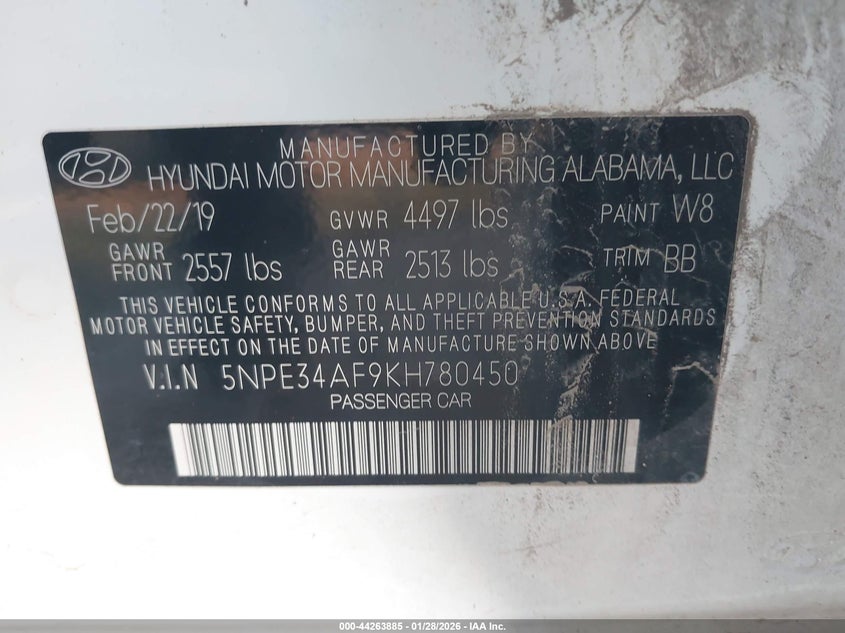 MANUFACTURED BY
HYUNDAI MOTOR MANUFACTURING ALABAMA, LLC
Feb/22/19 GVWR 4497 lbs PAINT W8
GAWR FRONT 2557 lbs GAWR REAR 2513 lbs TRIM BB
THIS VEHICLE CONFORMS TO ALL APPLICABLE U.S.A. FEDERAL
MOTOR VEHICLE SAFETY, BUMPER, AND THEFT PREVENTION STANDARDS
IN EFFECT ON THE DATE OF MANUFACTURE SHOWN ABOVE
V.I.N 5NPE34AF9KH780450
PASSENGER CAR
000-44263885 | 01/28/2026 - IAA Inc.